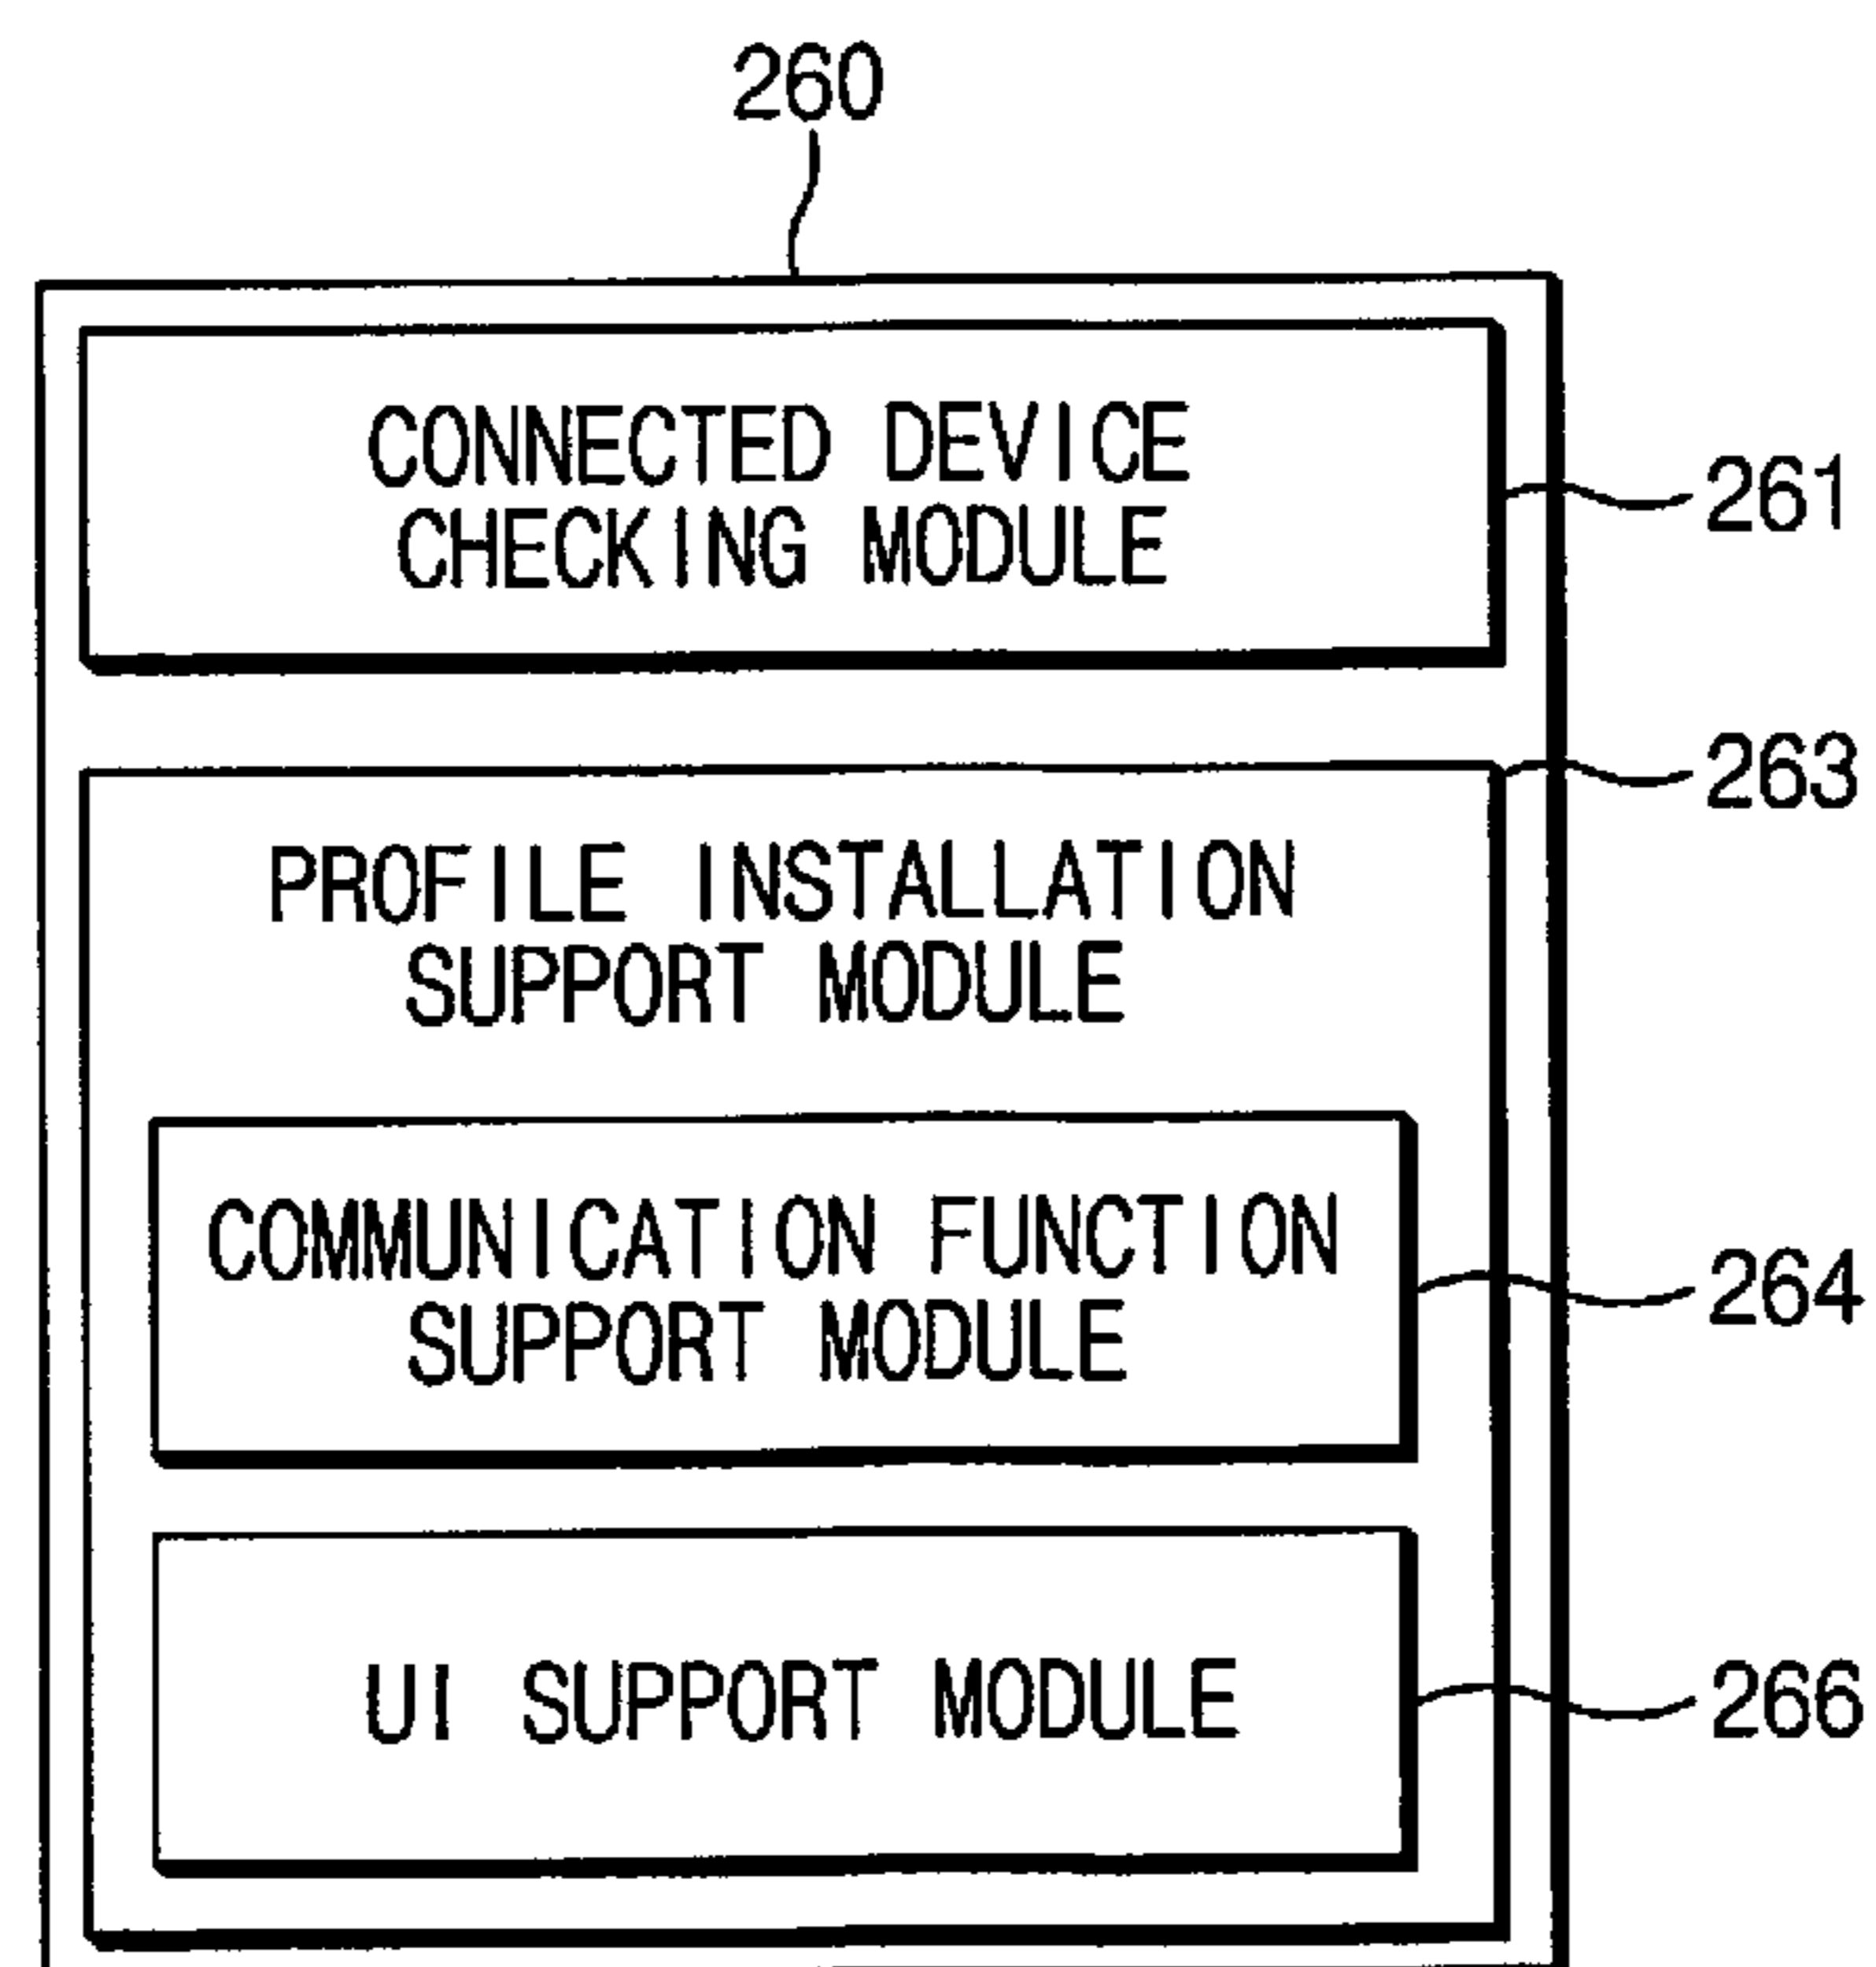 260
CONNECTED DEVICE
CHECKING MODULE
261
263
PROFILE INSTALLATION
SUPPORT MODULE
COMMUNICATION FUNCTION
SUPPORT MODULE
264
UI SUPPORT MODULE
266